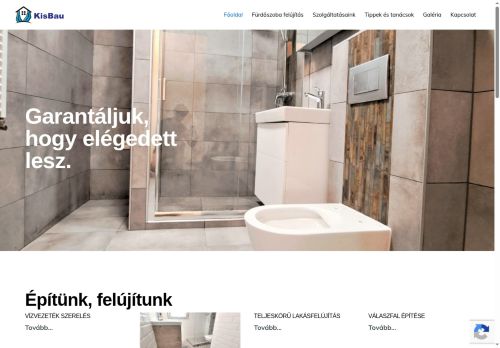 KisBau
Főoldal Fürdőszoba felújítás Szolgáltatásaink Tippek és tanácsok Galéria Kapcsolat
Garantáljuk,
hogy elégedett
lesz.
Építünk, felújítunk
VÍZVEZETÉK SZERELÉS
Tovább...
TELJESKÖRŰ LAKÁSFELÚJÍTÁS
Tovább...
VÁLASZFAL ÉPÍTÉSE
Tovább...